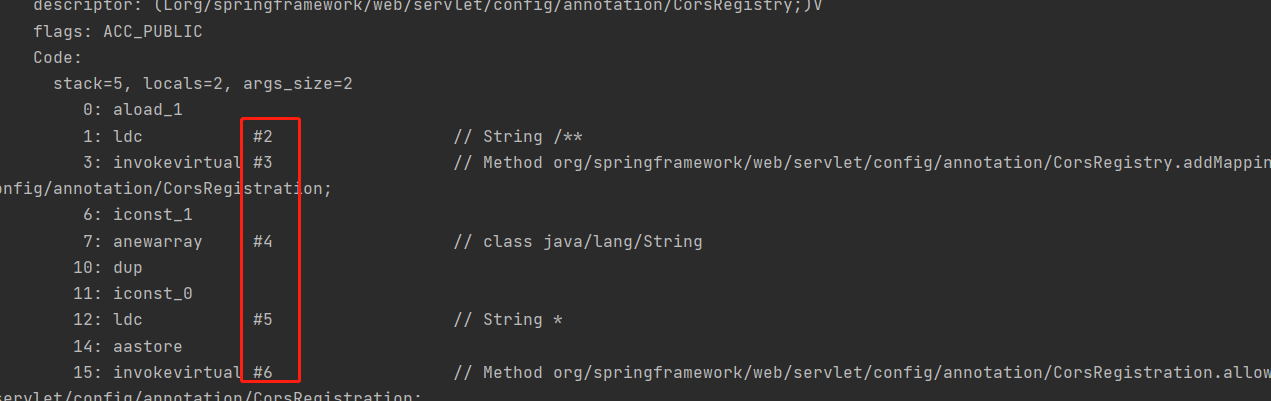 descriptor: (Lorg/springframework/web/servlet/config/annotation/CorsRegistry;)V
flags: ACC_PUBLIC
Code:
stack=5, locals=2, args_size=2
0: aload_1
1: ldc #2 // String /**
3: invokevirtual #3 // Method org/springframework/web/servlet/config/annotation/CorsRegistry.addMappin
onfig/annotation/CorsRegistration;
6: iconst_1
7: anewarray #4 // class java/lang/String
10: dup
11: iconst_0
12: ldc #5 // String *
14: aastore
15: invokevirtual #6 // Method org/springframework/web/servlet/config/annotation/CorsRegistration.allow
servlet/config/annotation/CorsRegistration;